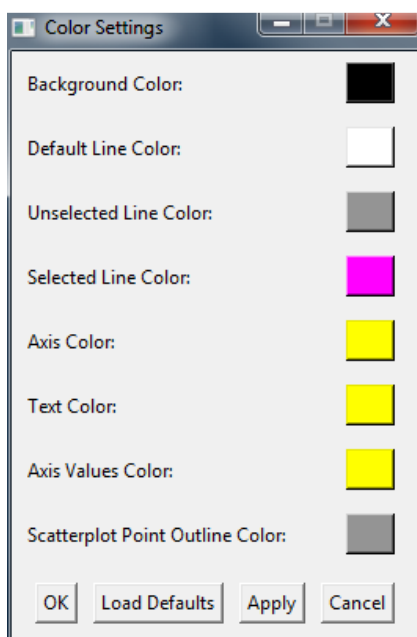 Color Settings
Background Color:
Default Line Color:
Unselected Line Color:
Selected Line Color:
Axis Color:
Text Color:
Axis Values Color:
Scatterplot Point Outline Color:
OK Load Defaults Apply Cancel